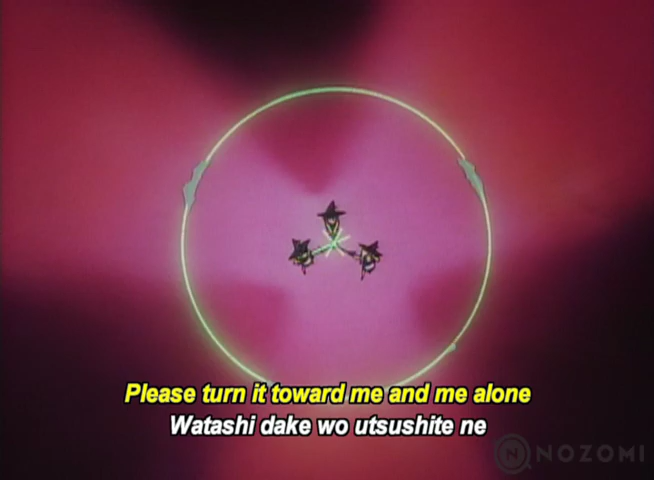 Please turn it toward me and me alone
Watashi dake wo utsushite ne
NOZOMI